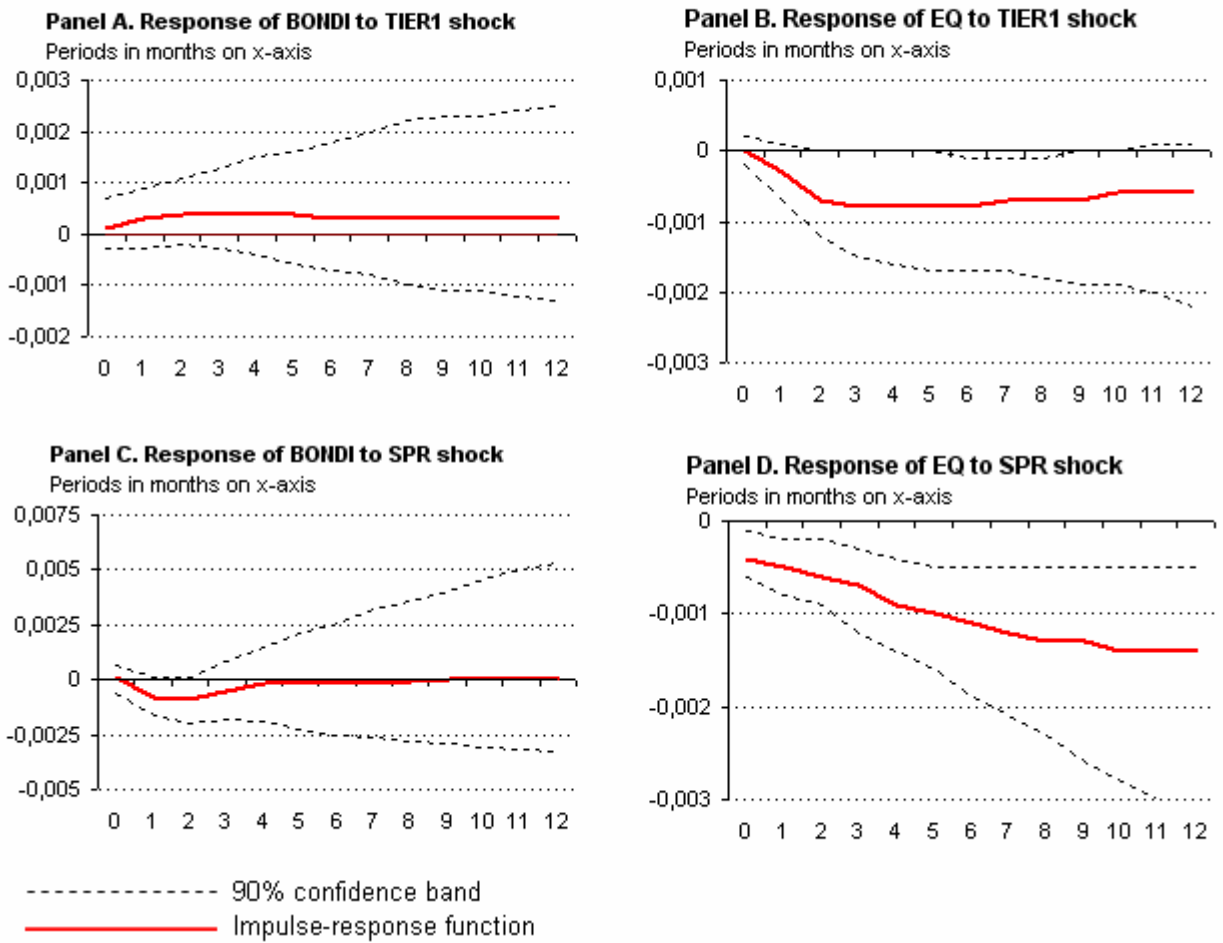 Panel A. Response of BONDI to TIER1 shock
Periods in months on x-axis
0,003
0,002
0,001
0
-0,001
-0,002
0 1 2 3 4 5 6 7 8 9 10 11 12
Panel B. Response of EQ to TIER1 shock
Periods in months on x-axis
0,001
0
-0,001
-0,002
-0,003
0 1 2 3 4 5 6 7 8 9 10 11 12
Panel C. Response of BONDI to SPR shock
Periods in months on x-axis
0,0075
0,005
0,0025
0
-0,0025
-0,005
0 1 2 3 4 5 6 7 8 9 10 11 12
Panel D. Response of EQ to SPR shock
Periods in months on x-axis
0
-0,001
-0,002
-0,003
0 1 2 3 4 5 6 7 8 9 10 11 12
90% confidence band
Impulse-response function